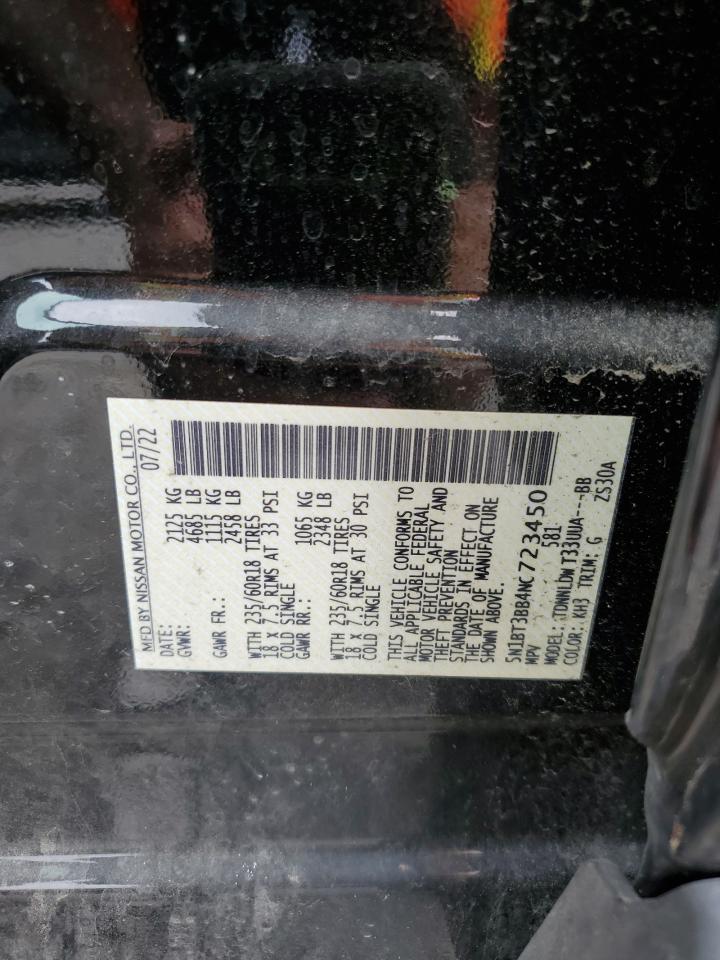 MFD BY NISSAN MOTOR CO., LTD.
DATE: 07/22
GVWR: 2125 KG
4685 LB
GAWR FR.: 1115 KG
2458 LB
WITH 235/60R18 TIRES
18 x 7.5 RIMS AT 33 PSI
COLD SINGLE
GAWR RR.: 1065 KG
2348 LB
WITH 235/60R18 TIRES
18 x 7.5 RIMS AT 30 PSI
COLD SINGLE
THIS VEHICLE CONFORMS TO
ALL APPLICABLE FEDERAL
MOTOR VEHICLE SAFETY AND
THEFT PREVENTION
STANDARDS IN EFFECT ON
THE DATE OF MANUFACTURE
SHOWN ABOVE.
5N1BT3BB4NC723450
MPV 581
MODEL: TDWNLDWT33UUA---BB
COLOR: KH3 TRIM: G ZS30A